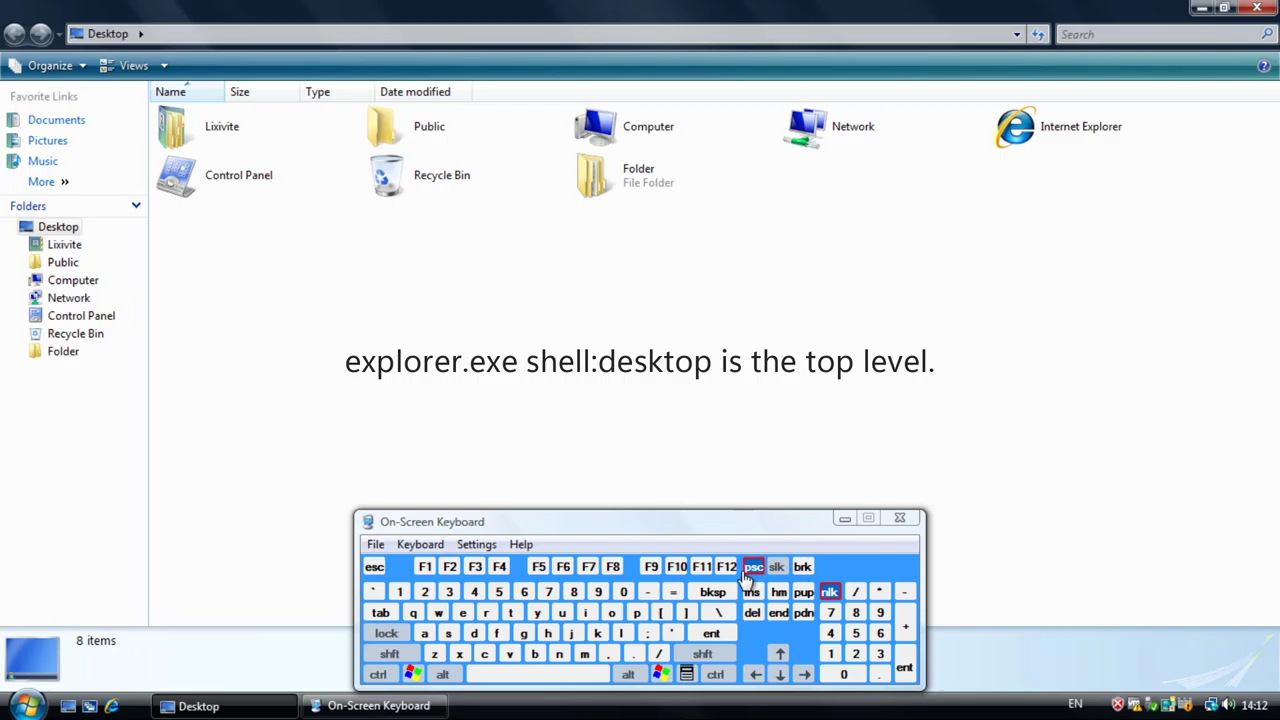 Desktop
Search
Organize Views
Favorite Links
Documents
Pictures
Music
More
Folders
Desktop
Lixivite
Public
Computer
Network
Control Panel
Recycle Bin
Folder
Name Size Type Date modified
Lixivite Public Computer Network Internet Explorer
Control Panel Recycle Bin Folder
File Folder
explorer.exe shell:desktop is the top level.
On-Screen Keyboard
File Keyboard Settings Help
esc F1 F2 F3 F4 F5 F6 F7 F8 F9 F10 F11 F12 psc slk brk
` 1 2 3 4 5 6 7 8 9 0 - = bksp ins hm pup nlk / * -
tab q w e r t y u i o p [ ] \ del end pdn 7 8 9 +
lock a s d f g h j k l ; ' ent 4 5 6
shft z x c v b n m , . / shft ↑ 1 2 3 ent
ctrl alt alt ctrl ← ↓ → 0 .
8 items
Desktop On-Screen Keyboard EN 14:12